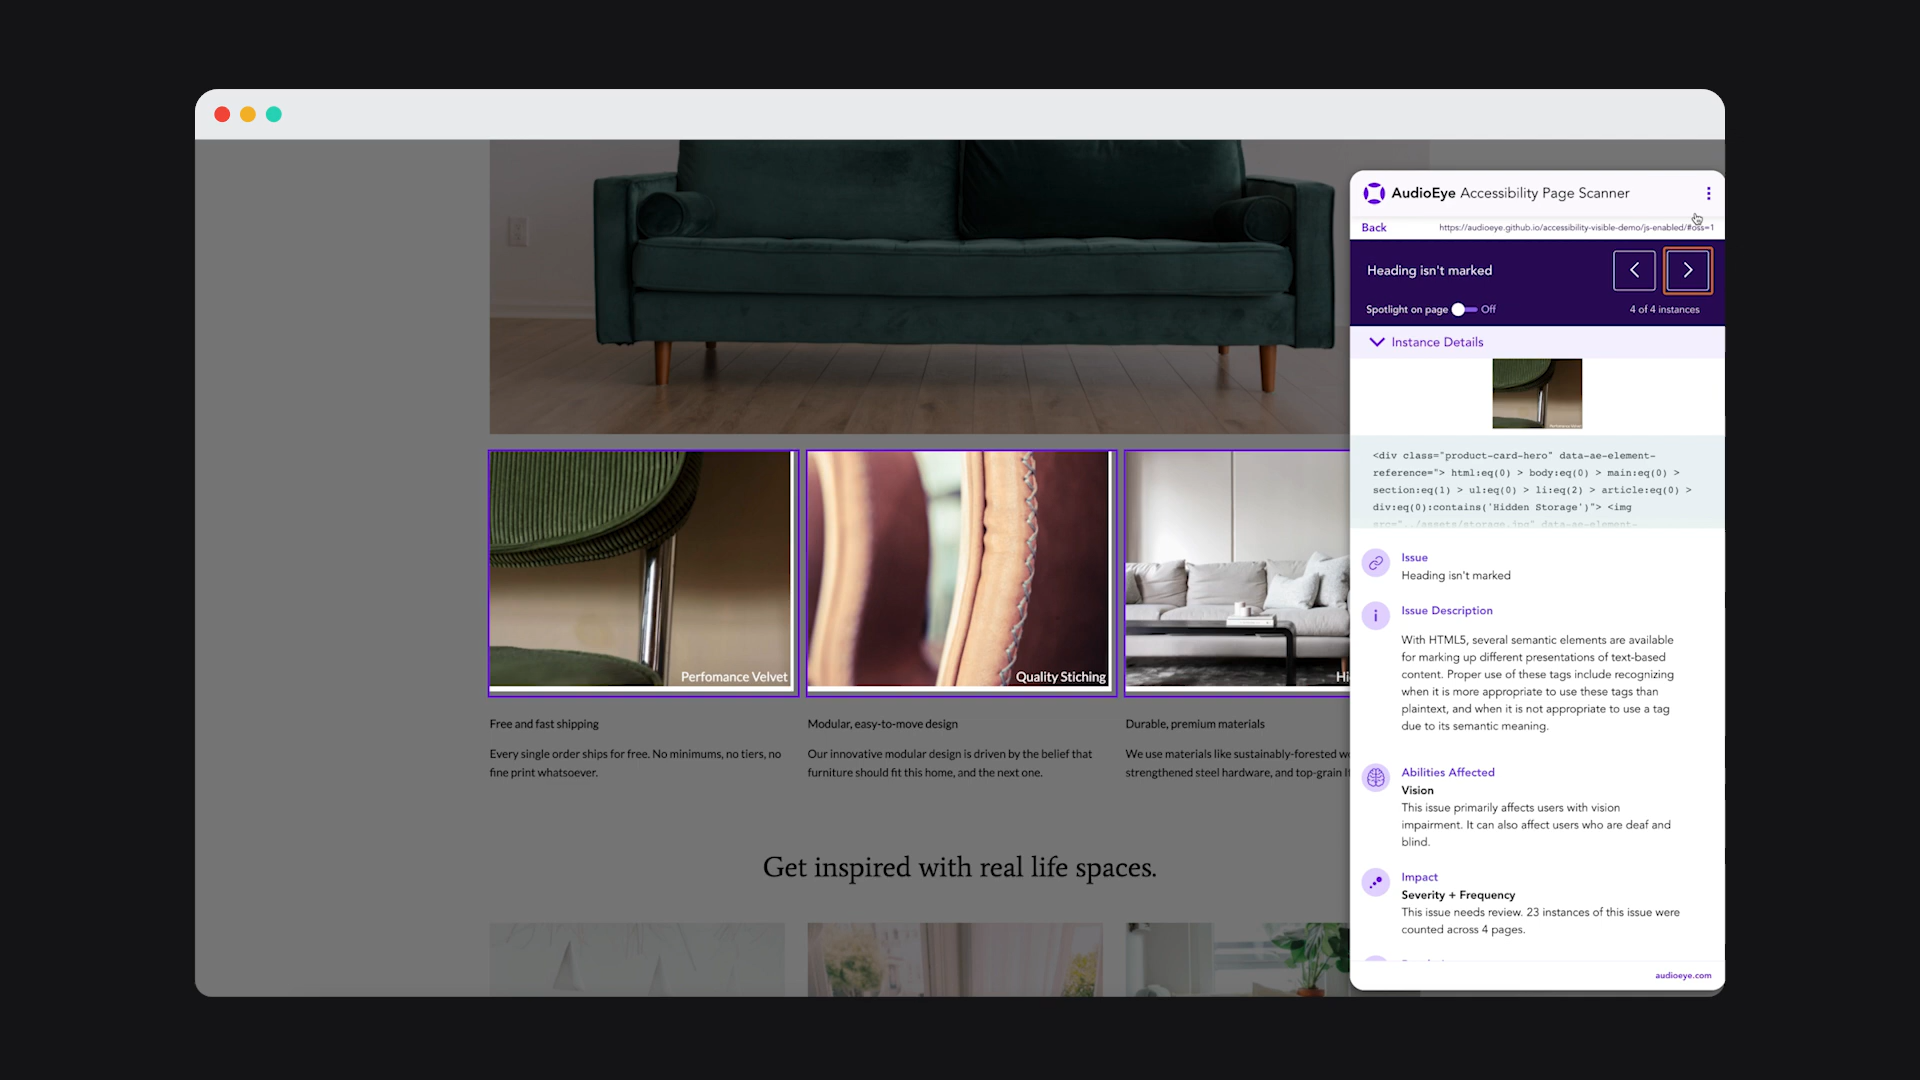 Perfomance Velvet
Quality Stiching
Free and fast shipping
Every single order ships for free. No minimums, no tiers, no
fine print whatsoever.
Modular, easy-to-move design
Our innovative modular design is driven by the belief that
furniture should fit this home, and the next one.
Durable, premium materials
We use materials like sustainably-forested
strengthened steel hardware, and top-grain
Get inspired with real life spaces.
AudioEye Accessibility Page Scanner
Back
https://audioeye.github.io/accessibility-visible-demo/js-enabled/#oss=1
Heading isn't marked
Spotlight on page Off
4 of 4 instances
Instance Details
Perfomance Velvet
<div class="product-card-hero" data-ae-element-
reference="> html:eq(0) > body:eq(0) > main:eq(0) >
section:eq(1) > ul:eq(0) > li:eq(2) > article:eq(0) >
div:eq(0):contains('Hidden Storage')"> <img
src="../assets/storage.jpg" data-ae-element-
Issue
Heading isn't marked
Issue Description
With HTML5, several semantic elements are available
for marking up different presentations of text-based
content. Proper use of these tags include recognizing
when it is more appropriate to use these tags than
plaintext, and when it is not appropriate to use a tag
due to its semantic meaning.
Abilities Affected
Vision
This issue primarily affects users with vision
impairment. It can also affect users who are deaf and
blind.
Impact
Severity + Frequency
This issue needs review. 23 instances of this issue were
counted across 4 pages.
audioeye.com